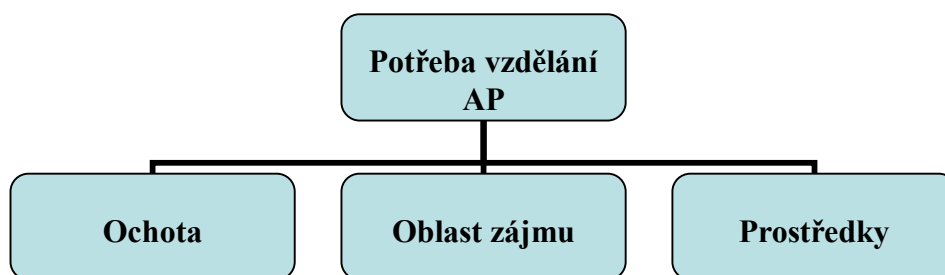 Potřeba vzdělání
AP
Ochota
Oblast zájmu
Prostředky